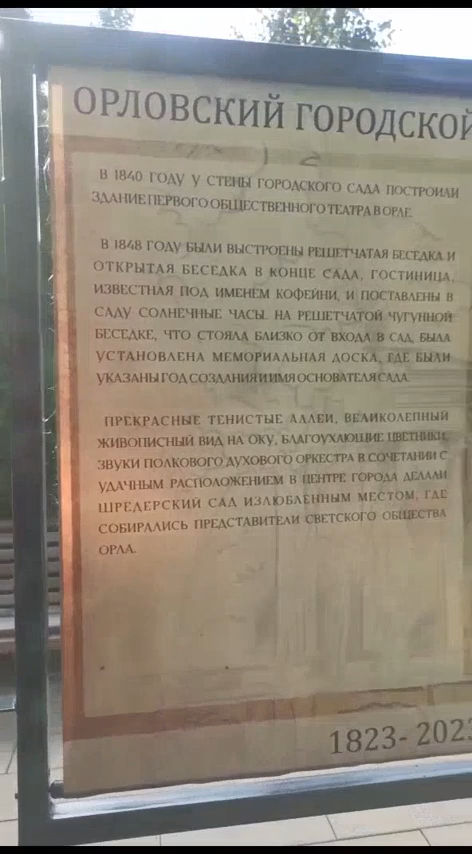 ОРЛОВСКИЙ ГОРОДСКОЙ
В 1840 ГОДУ У СТЕНЫ ГОРОДСКОГО САДА ПОСТРОИЛИ
ЗДАНИЕ ПЕРВОГО ОБЩЕСТВЕННОГО ТЕАТРА В ОРЛЕ.
В 1848 ГОДУ БЫЛИ ВЫСТРОЕНЫ РЕШЕТЧАТАЯ БЕСЕДКА И
ОТКРЫТАЯ БЕСЕДКА В КОНЦЕ САДА, ГОСТИНИЦА,
ИЗВЕСТНАЯ ПОД ИМЕНЕМ КОФЕЙНИ, И ПОСТАВЛЕНЫ В
САДУ СОЛНЕЧНЫЕ ЧАСЫ. НА РЕШЕТЧАТОЙ ЧУГУННОЙ
БЕСЕДКЕ, ЧТО СТОЯЛА БЛИЗКО ОТ ВХОДА В САД, БЫЛА
УСТАНОВЛЕНА МЕМОРИАЛЬНАЯ ДОСКА, ГДЕ БЫЛИ
УКАЗАНЫ ГОД СОЗДАНИЯ И ИМЯ ОСНОВАТЕЛЯ САДА.
ПРЕКРАСНЫЕ ТЕНИСТЫЕ АЛЛЕИ, ВЕЛИКОЛЕПНЫЙ
ЖИВОПИСНЫЙ ВИД НА ОКУ, БЛАГОУХАЮЩИЕ ЦВЕТНИКИ,
ЗВУКИ ПОЛКОВОГО ДУХОВОГО ОРКЕСТРА В СОЧЕТАНИИ С
УДАЧНЫМ РАСПОЛОЖЕНИЕМ В ЦЕНТРЕ ГОРОДА ДЕЛАЛИ
ШРЕДЕРСКИЙ САД ИЗЛЮБЛЕННЫМ МЕСТОМ, ГДЕ
СОБИРАЛИСЬ ПРЕДСТАВИТЕЛИ СВЕТСКОГО ОБЩЕСТВА
ОРЛА.
1823- 2023